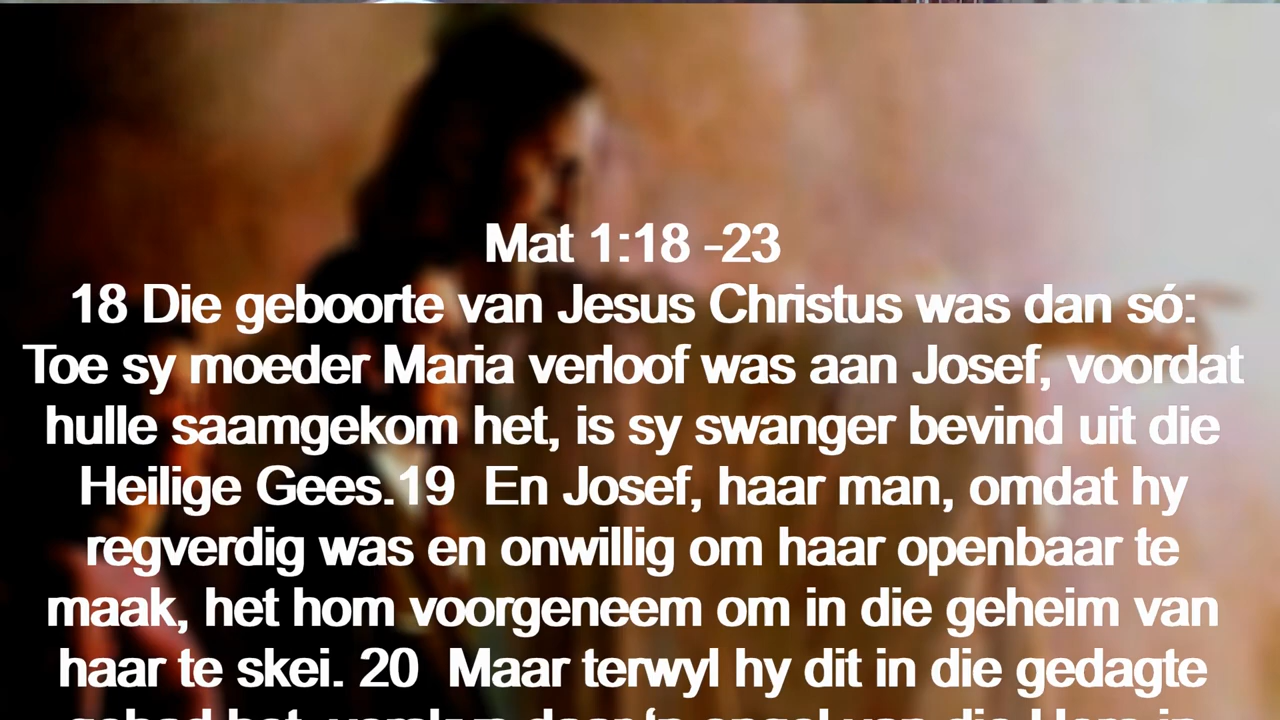 Mat 1:18 -23
18 Die geboorte van Jesus Christus was dan só:
Toe sy moeder Maria verloof was aan Josef, voordat
hulle saamgekom het, is sy swanger bevind uit die
Heilige Gees.19  En Josef, haar man, omdat hy
regverdig was en onwillig om haar openbaar te
maak, het hom voorgeneem om in die geheim van
haar te skei. 20  Maar terwyl hy dit in die gedagte